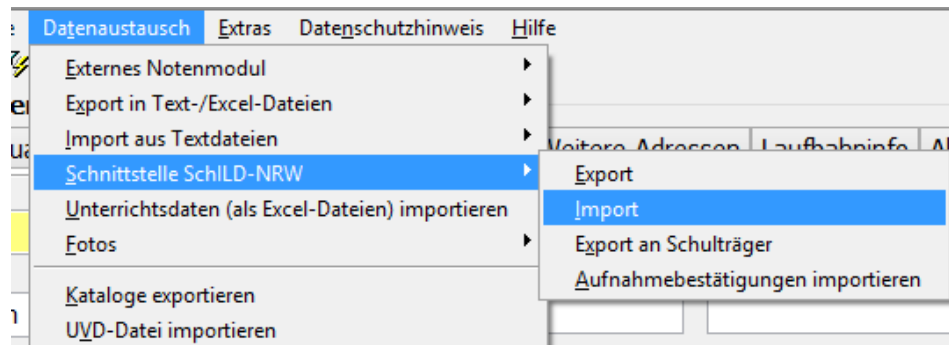 Datenaustausch Extras Datenschutzhinweis Hilfe
Externes Notenmodul
Export in Text-/Excel-Dateien
Import aus Textdateien
Weitere Adressen Laufbahninfo
Schnittstelle SchILD-NRW
Export
Unterrichtsdaten (als Excel-Dateien) importieren
Import
Fotos
Export an Schulträger
Aufnahmebestätigungen importieren
Kataloge exportieren
UVD-Datei importieren